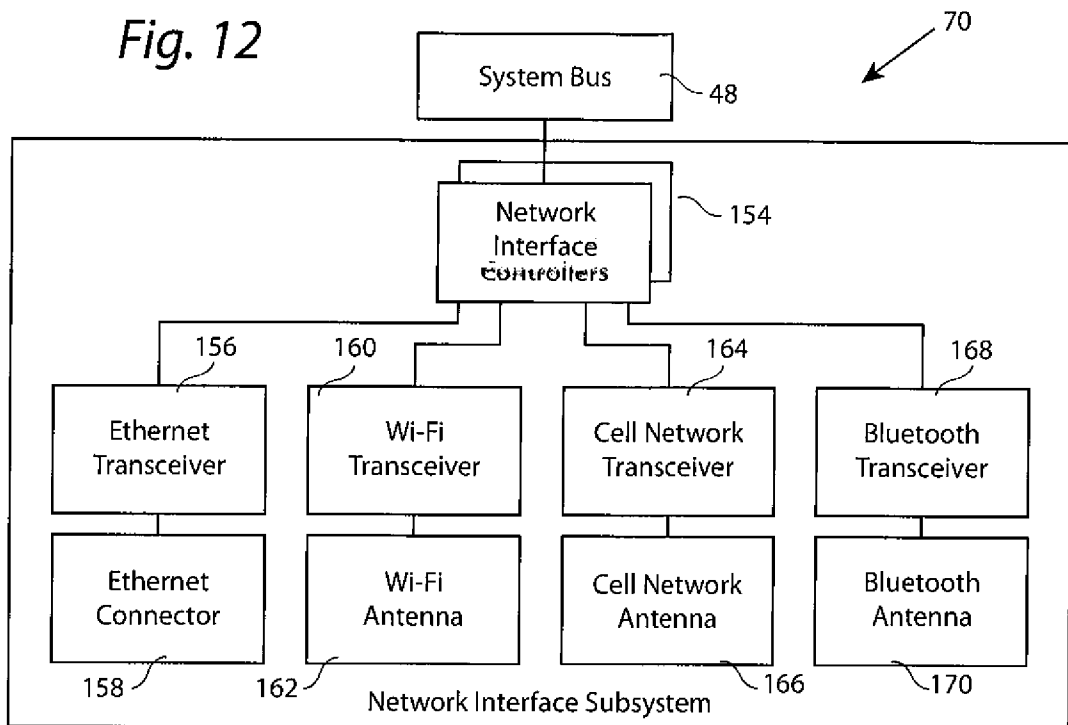 Fig. 12
70
System Bus
48
Network
Interface
Controllers
154
156
160
164
168
Ethernet
Transceiver
Wi-Fi
Transceiver
Cell Network
Transceiver
Bluetooth
Transceiver
Ethernet
Connector
Wi-Fi
Antenna
Cell Network
Antenna
Bluetooth
Antenna
158
162
166
170
Network Interface Subsystem